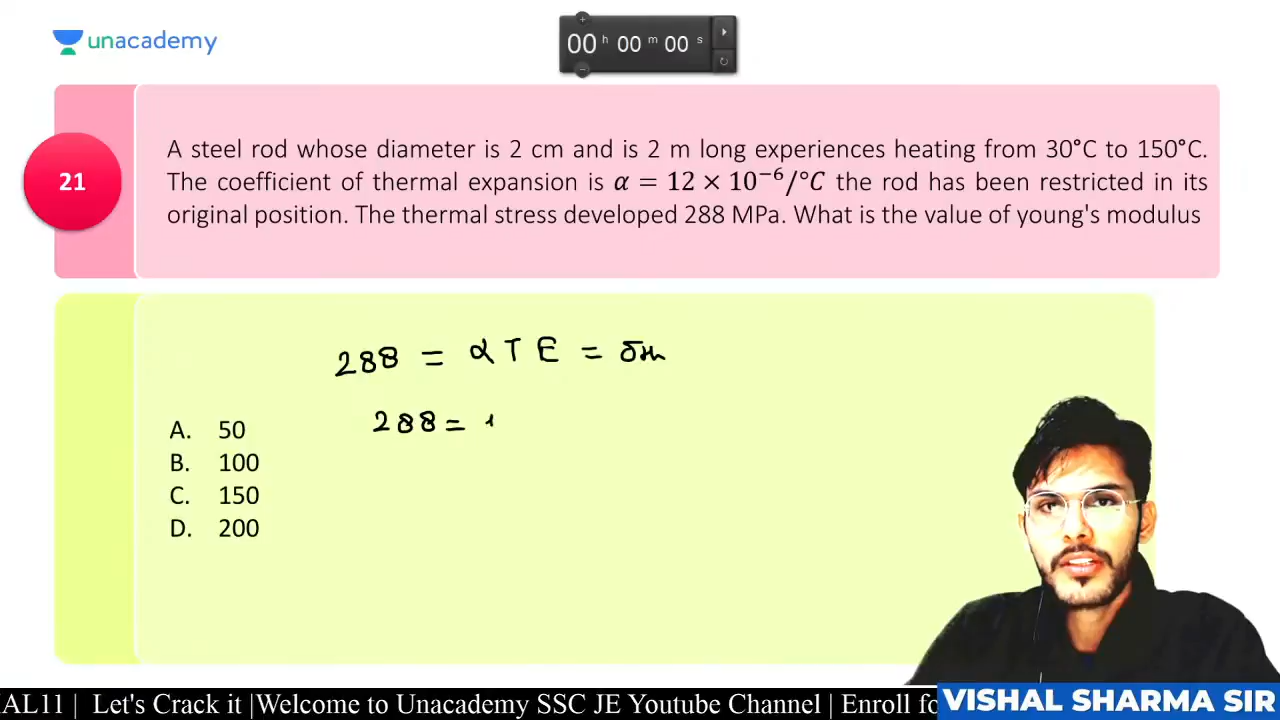 unacademy
00 h 00 m 00 s
21
A steel rod whose diameter is 2 cm and is 2 m long experiences heating from 30°C to 150°C.
The coefficient of thermal expansion is α = 12 × 10⁻⁶/°C the rod has been restricted in its
original position. The thermal stress developed 288 MPa. What is the value of young's modulus
288 = α T E = σth
288 = 1
A. 50
B. 100
C. 150
D. 200
AL11 | Let's Crack it |Welcome to Unacademy SSC JE Youtube Channel | Enroll fo
VISHAL SHARMA SIR